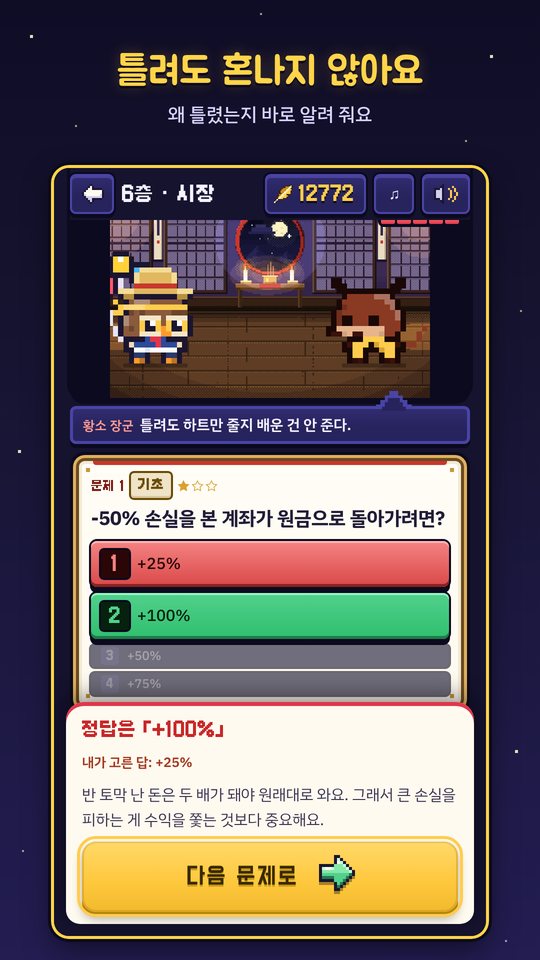 틀려도 혼나지 않아요
왜 틀렸는지 바로 알려 줘요
6층 · 시장
12772
황소 장군 틀려도 하트만 줄지 배운 건 안 준다.
문제 1 기초
-50% 손실을 본 계좌가 원금으로 돌아가려면?
1 +25%
2 +100%
3 +50%
4 +75%
정답은 「+100%」
내가 고른 답: +25%
반 토막 난 돈은 두 배가 돼야 원래대로 와요. 그래서 큰 손실을
피하는 게 수익을 쫓는 것보다 중요해요.
다음 문제로